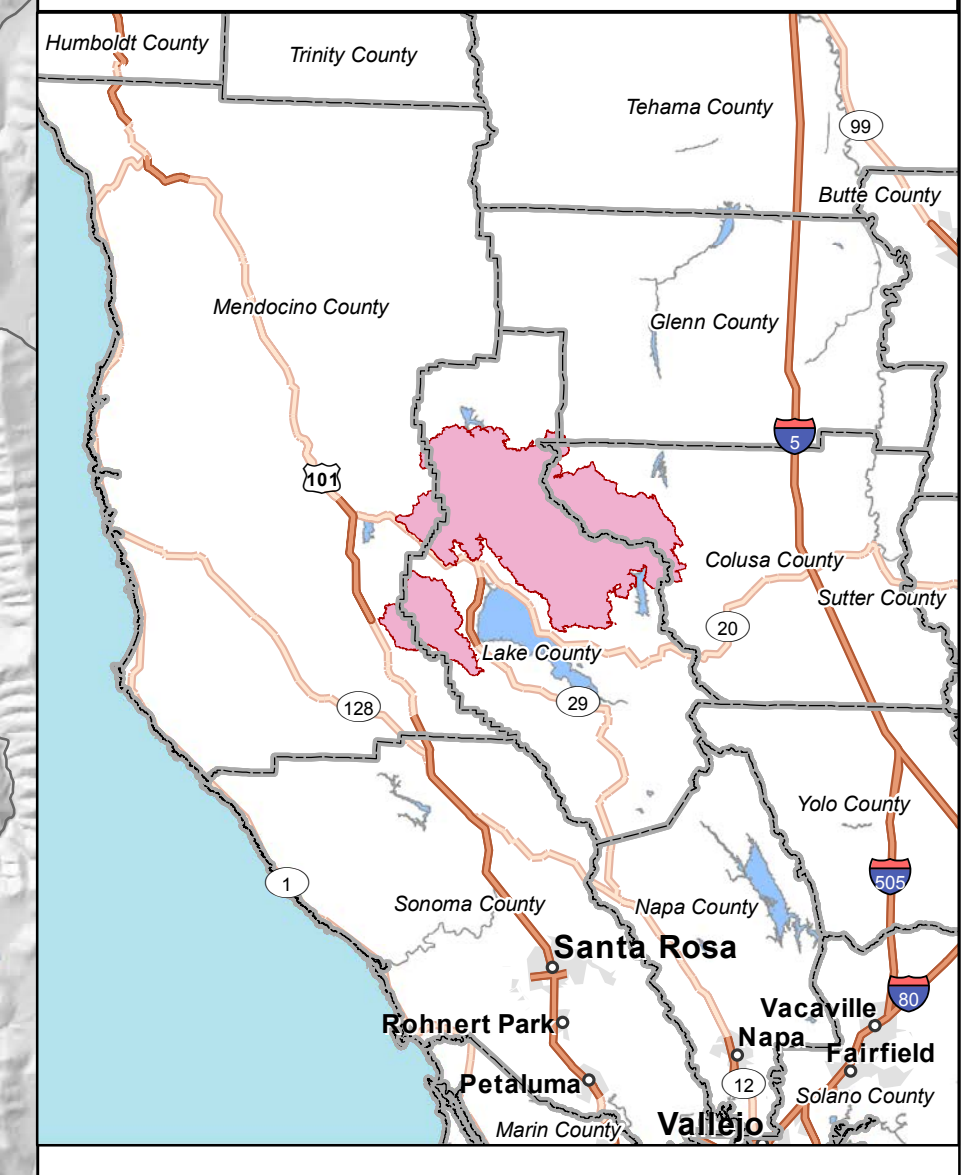 Humboldt County
Trinity County
Tehama County
99
Butte County
Mendocino County
Glenn County
5
101
Colusa County
Sutter County
20
Lake County
29
128
Yolo County
505
1
Sonoma County
Napa County
Santa Rosa
80
Vacaville
Rohnert Park
Napa
Fairfield
Petaluma
12
Solano County
Vallejo
Marin County